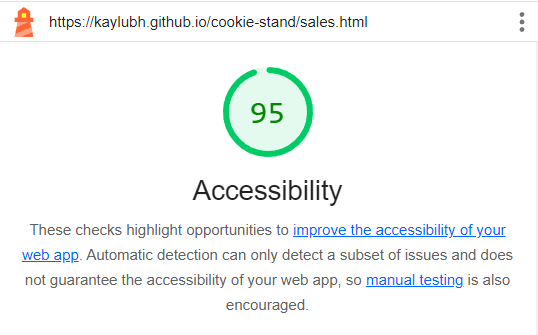 https://kaylubh.github.io/cookie-stand/sales.html
95
Accessibility
These checks highlight opportunities to improve the accessibility of your
web app. Automatic detection can only detect a subset of issues and does
not guarantee the accessibility of your web app, so manual testing is also
encouraged.